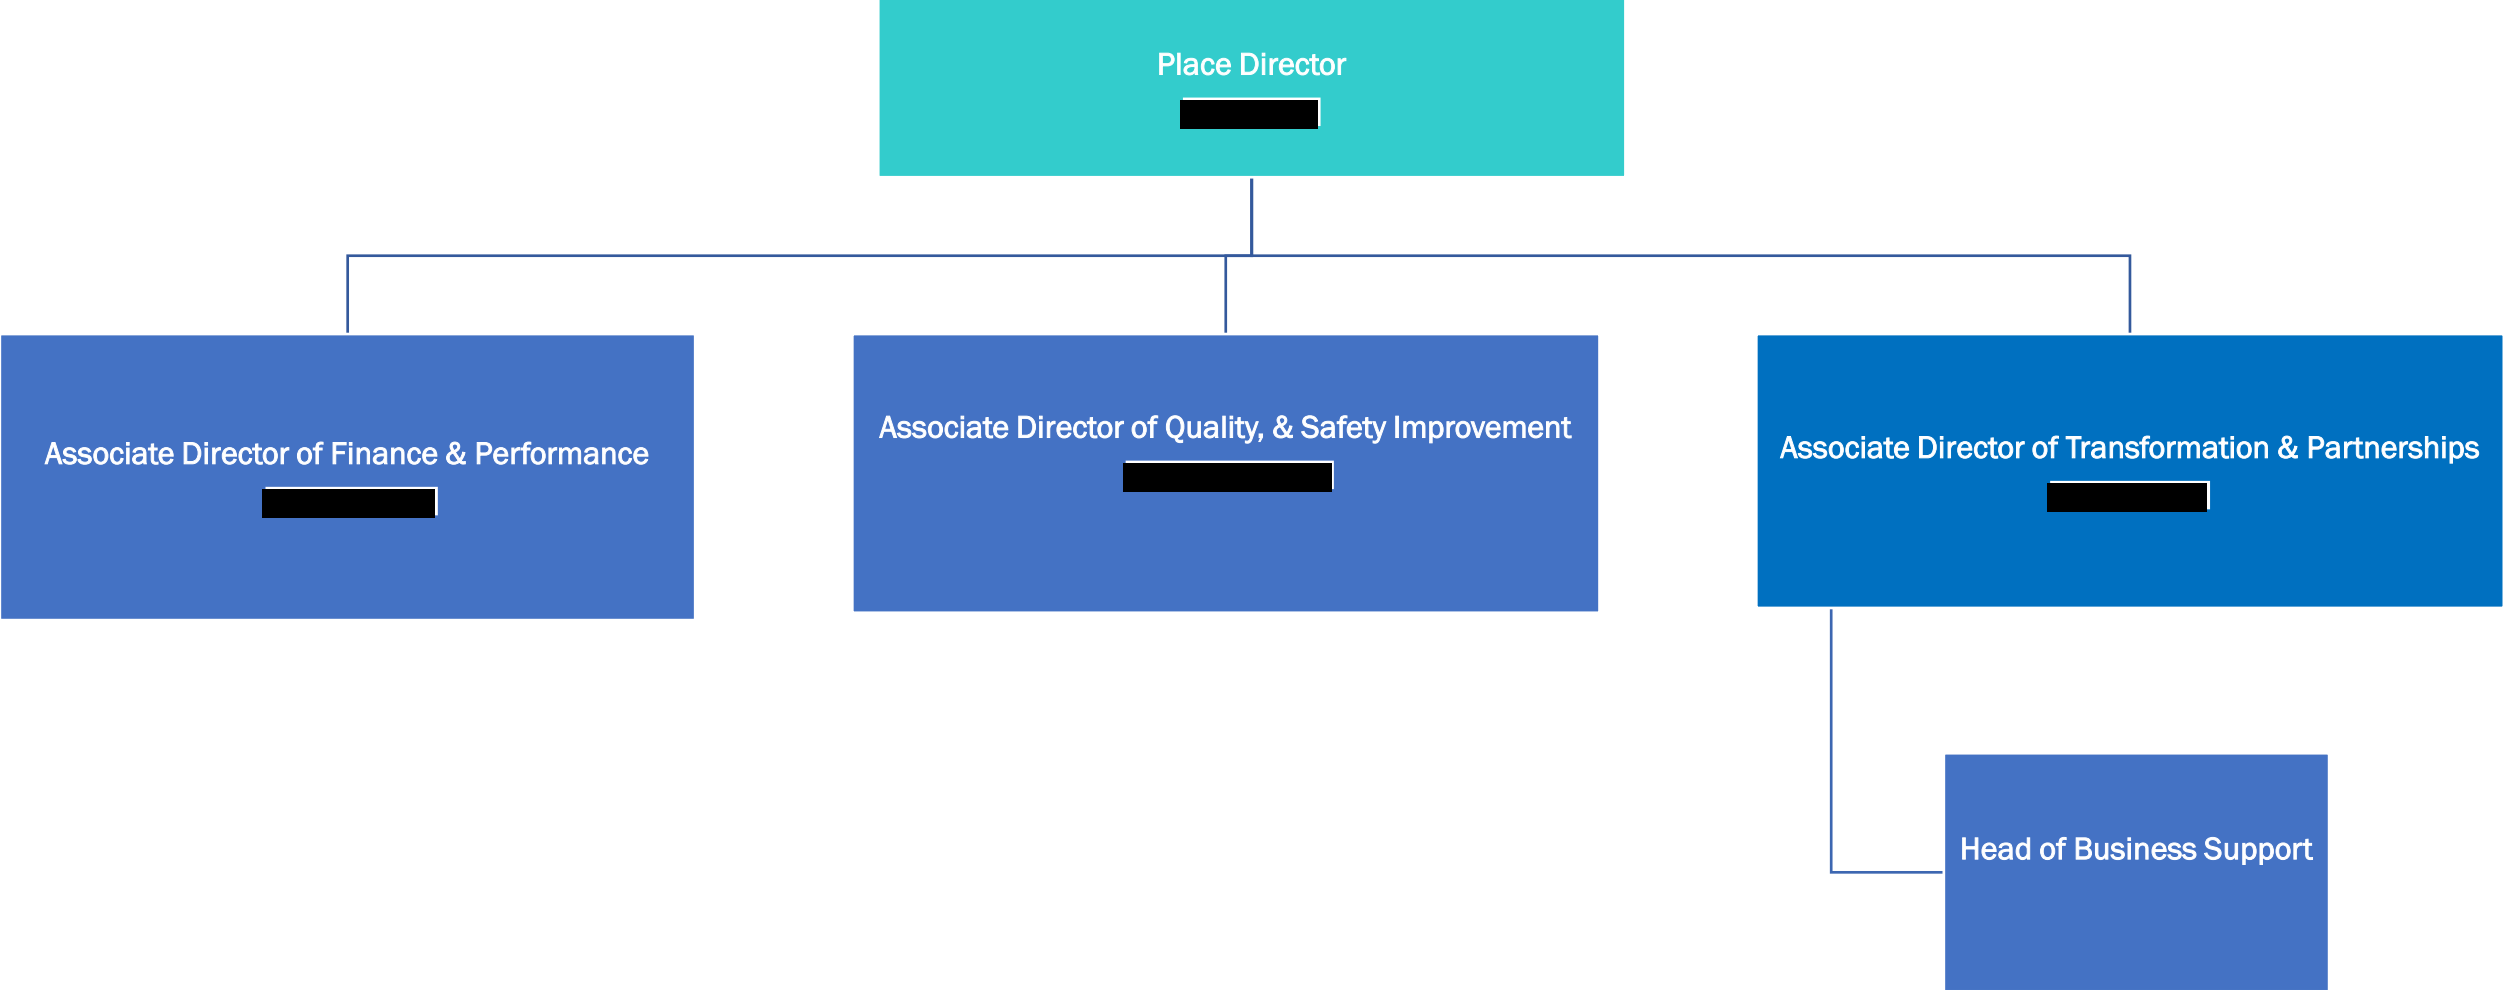 Place Director
Associate Director of Finance & Performance
Associate Director of Quality, & Safety Improvement
Associate Director of Transformation & Partnerships
Head of Business Support